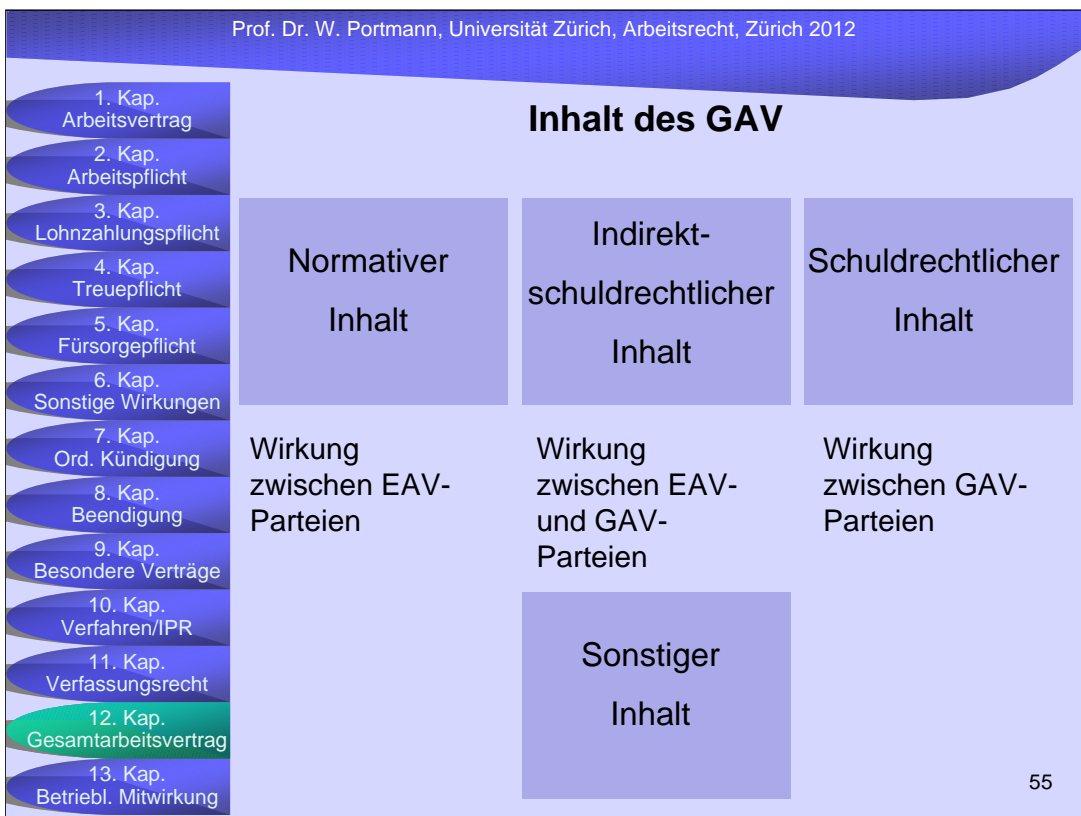 Prof. Dr. W. Portmann, Universität Zürich, Arbeitsrecht, Zürich 2012
1. Kap.
Arbeitsvertrag
2. Kap.
Arbeitspflicht
3. Kap.
Lohnzahlungspflicht
4. Kap.
Treuepflicht
5. Kap.
Fürsorgepflicht
6. Kap.
Sonstige Wirkungen
7. Kap.
Ord. Kündigung
8. Kap.
Beendigung
9. Kap.
Besondere Verträge
10. Kap.
Verfahren/IPR
11. Kap.
Verfassungsrecht
12. Kap.
Gesamtarbeitsvertrag
13. Kap.
Betriebl. Mitwirkung
Inhalt des GAV
Normativer
Inhalt
Indirekt-
schuldrechtlicher
Inhalt
Schuldrechtlicher
Inhalt
Wirkung
zwischen EAV-
Parteien
Wirkung
zwischen EAV-
und GAV-
Parteien
Wirkung
zwischen GAV-
Parteien
Sonstiger
Inhalt
55